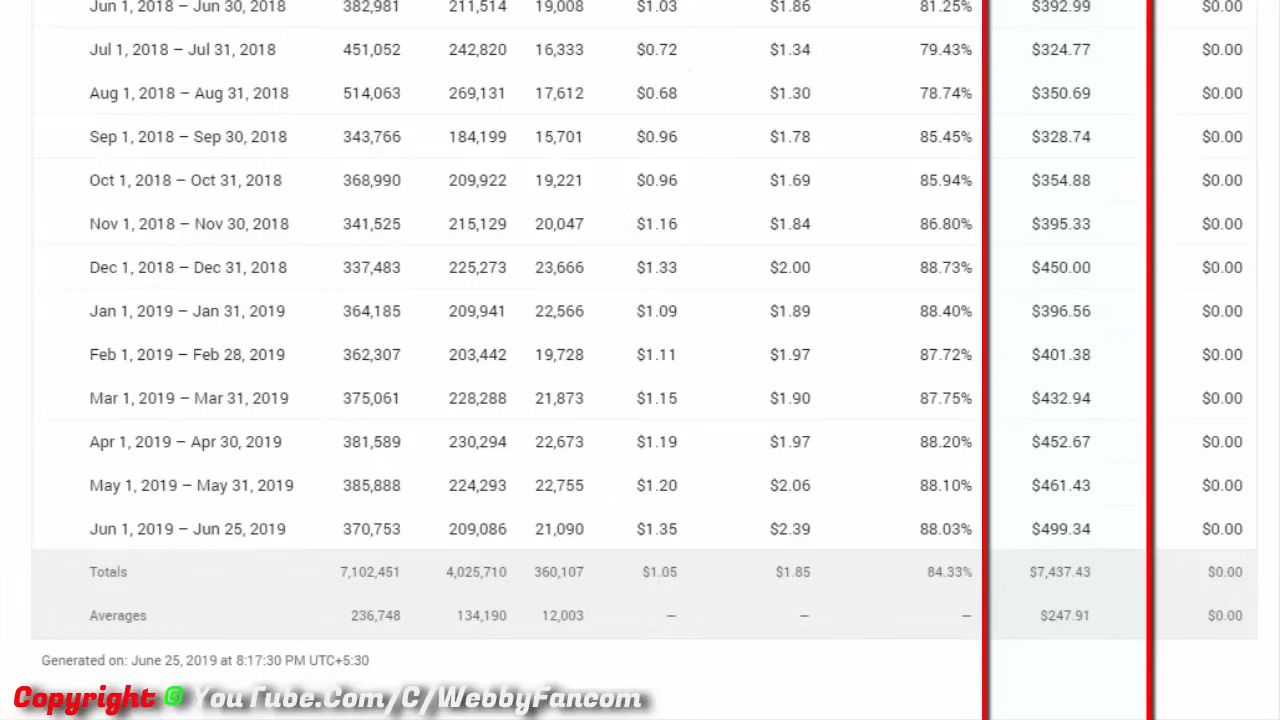 Jun 1, 2018 – Jun 30, 2018 382,981 211,514 19,008 $1.03 $1.86 81.25% $392.99 $0.00
Jul 1, 2018 – Jul 31, 2018 451,052 242,820 16,333 $0.72 $1.34 79.43% $324.77 $0.00
Aug 1, 2018 – Aug 31, 2018 514,063 269,131 17,612 $0.68 $1.30 78.74% $350.69 $0.00
Sep 1, 2018 – Sep 30, 2018 343,766 184,199 15,701 $0.96 $1.78 85.45% $328.74 $0.00
Oct 1, 2018 – Oct 31, 2018 368,990 209,922 19,221 $0.96 $1.69 85.94% $354.88 $0.00
Nov 1, 2018 – Nov 30, 2018 341,525 215,129 20,047 $1.16 $1.84 86.80% $395.33 $0.00
Dec 1, 2018 – Dec 31, 2018 337,483 225,273 23,666 $1.33 $2.00 88.73% $450.00 $0.00
Jan 1, 2019 – Jan 31, 2019 364,185 209,941 22,566 $1.09 $1.89 88.40% $396.56 $0.00
Feb 1, 2019 – Feb 28, 2019 362,307 203,442 19,728 $1.11 $1.97 87.72% $401.38 $0.00
Mar 1, 2019 – Mar 31, 2019 375,061 228,288 21,873 $1.15 $1.90 87.75% $432.94 $0.00
Apr 1, 2019 – Apr 30, 2019 381,589 230,294 22,673 $1.19 $1.97 88.20% $452.67 $0.00
May 1, 2019 – May 31, 2019 385,888 224,293 22,755 $1.20 $2.06 88.10% $461.43 $0.00
Jun 1, 2019 – Jun 25, 2019 370,753 209,086 21,090 $1.35 $2.39 88.03% $499.34 $0.00
Totals 7,102,451 4,025,710 360,107 $1.05 $1.85 84.33% $7,437.43 $0.00
Averages 236,748 134,190 12,003 – – – $247.91 $0.00
Generated on: June 25, 2019 at 8:17:30 PM UTC+5:30
Copyright © YouTube.Com/C/WebbyFancom